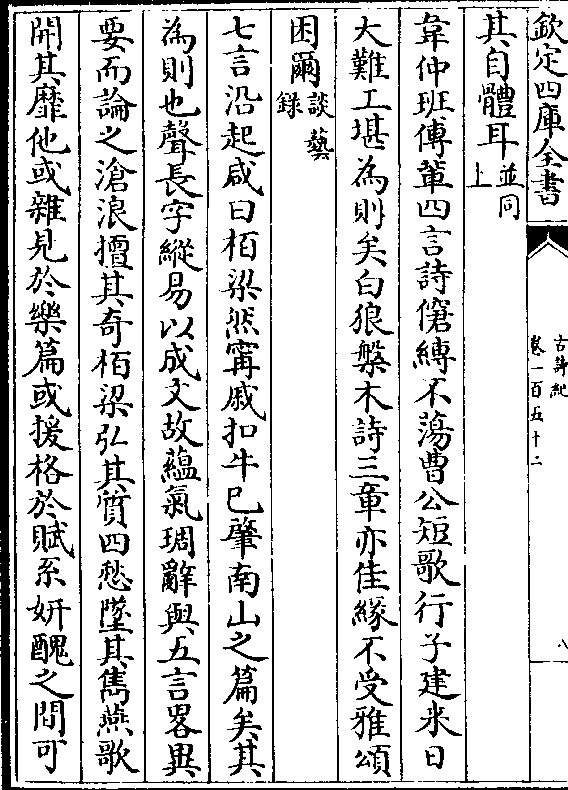 欽定四庫全書
古詩紀
卷一百五十二
八
其自體耳並同
上
韋仲班傅輩四言詩傖縛不蕩曹公短歌行子建来日
大難工堪為則矣白狼槃木詩三章亦佳緣不受雅頌
困爾談藝
録
七言沿起咸曰栢梁然甯戚扣牛已肇南山之篇矣其
為則也聲長字縱易以成文故蘊氣琱辭與五言畧異
要而論之滄浪擅其奇栢梁弘其質四愁墜其雋燕歌
開其靡他或雜見於樂篇或援格於賦系妍醜之間可